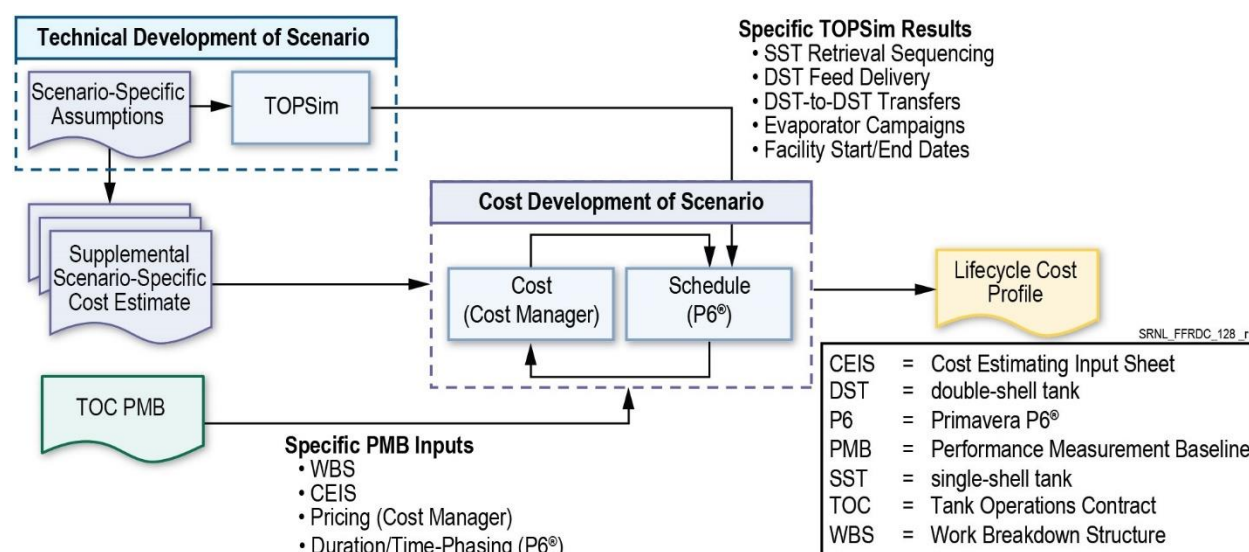 Technical Development of Scenario
Scenario-Specific
Assumptions
TOPSim
Specific TOPSim Results
• SST Retrieval Sequencing
• DST Feed Delivery
• DST-to-DST Transfers
• Evaporator Campaigns
• Facility Start/End Dates
Supplemental
Scenario-Specific
Cost Estimate
Cost Development of Scenario
Cost
(Cost Manager)
Schedule
(P6®)
Lifecycle Cost
Profile
TOC PMB
Specific PMB Inputs
• WBS
• CEIS
• Pricing (Cost Manager)
• Duration/Time-Phasing (P6®)
SRNL_FFRDC_128_r
CEIS = Cost Estimating Input Sheet
DST = double-shell tank
P6 = Primavera P6®
PMB = Performance Measurement Baseline
SST = single-shell tank
TOC = Tank Operations Contract
WBS = Work Breakdown Structure